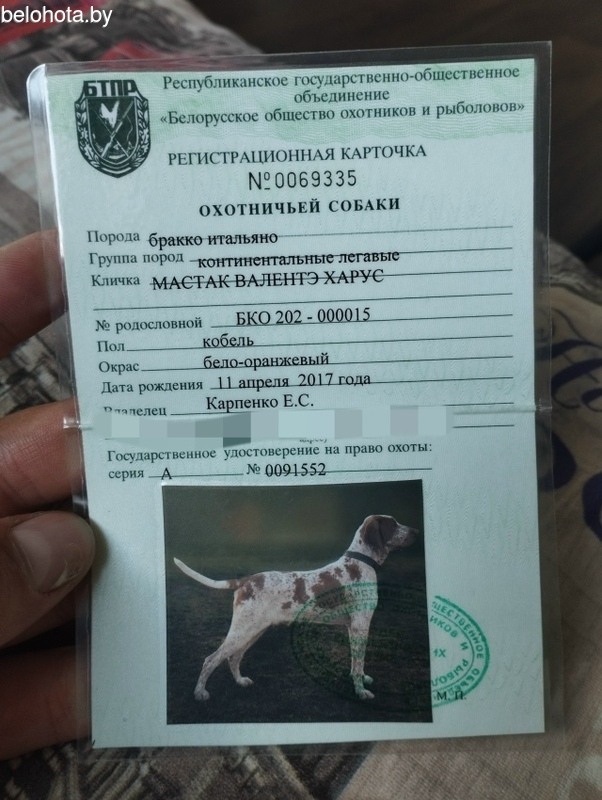 belohota.by
БТПР
Республиканское государственно-общественное
объединение
«Белорусское общество охотников и рыболовов»
РЕГИСТРАЦИОННАЯ КАРТОЧКА
№0069335
ОХОТНИЧЬЕЙ СОБАКИ
Порода бракко итальяно
Группа пород континентальные легавые
Кличка МАСТАК ВАЛЕНТЭ ХАРУС
№ родословной БКО 202 - 000015
Пол кобель
Окрас бело-оранжевый
Дата рождения 11 апреля 2017 года
Владелец Карпенко Е.С.
Государственное удостоверение на право охоты:
серия А № 0091552
М. П.